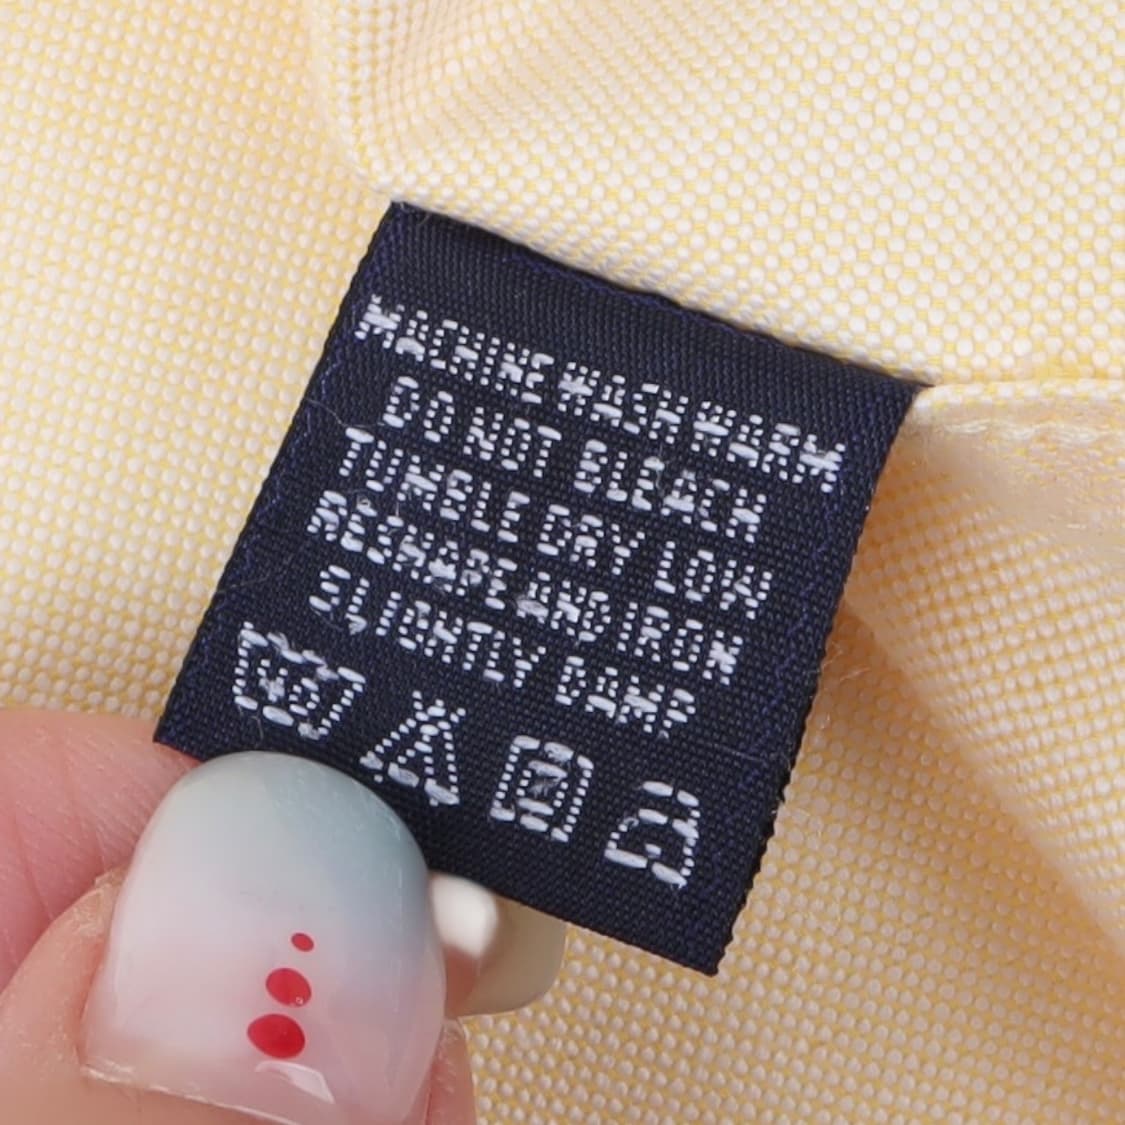 MACHINE WASH WARM
DO NOT BLEACH
TUMBLE DRY LOW
RESHAPE AND IRON
SLIGHTLY DAMP